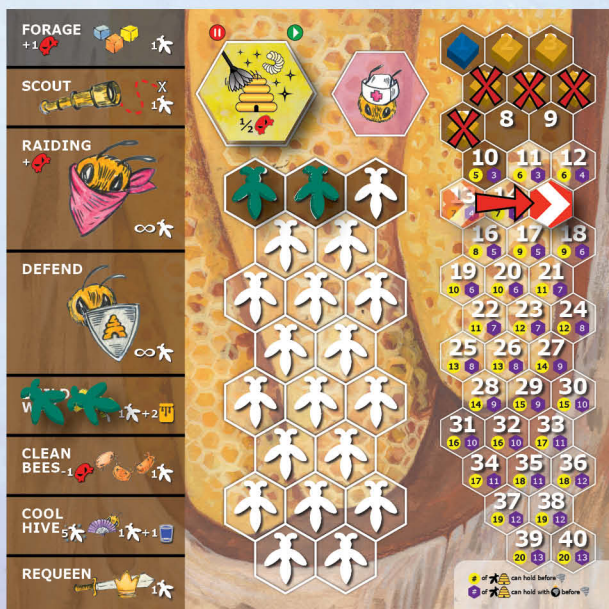 FORAGE
+1 1
SCOUT
X
1
RAIDING
+
∞
DEFEND
∞
1 +2
CLEAN
BEES -1 1
COOL
HIVE 5 1 +1
REQUEEN
1
1/2
2 3
8 9
10 11 12
5 3 6 3 6 4
16 17 18
8 5 9 5 9 6
19 20 21
10 6 10 6 11 7
22 23 24
11 7 12 7 12 8
25 26 27
13 8 13 8 14 9
28 29 30
14 9 15 9 15 10
31 32 33
16 10 16 10 17 11
34 35 36
17 11 18 11 18 12
37 38
19 12 19 12
39 40
20 13 20 13
# of can hold before
# of can hold with before